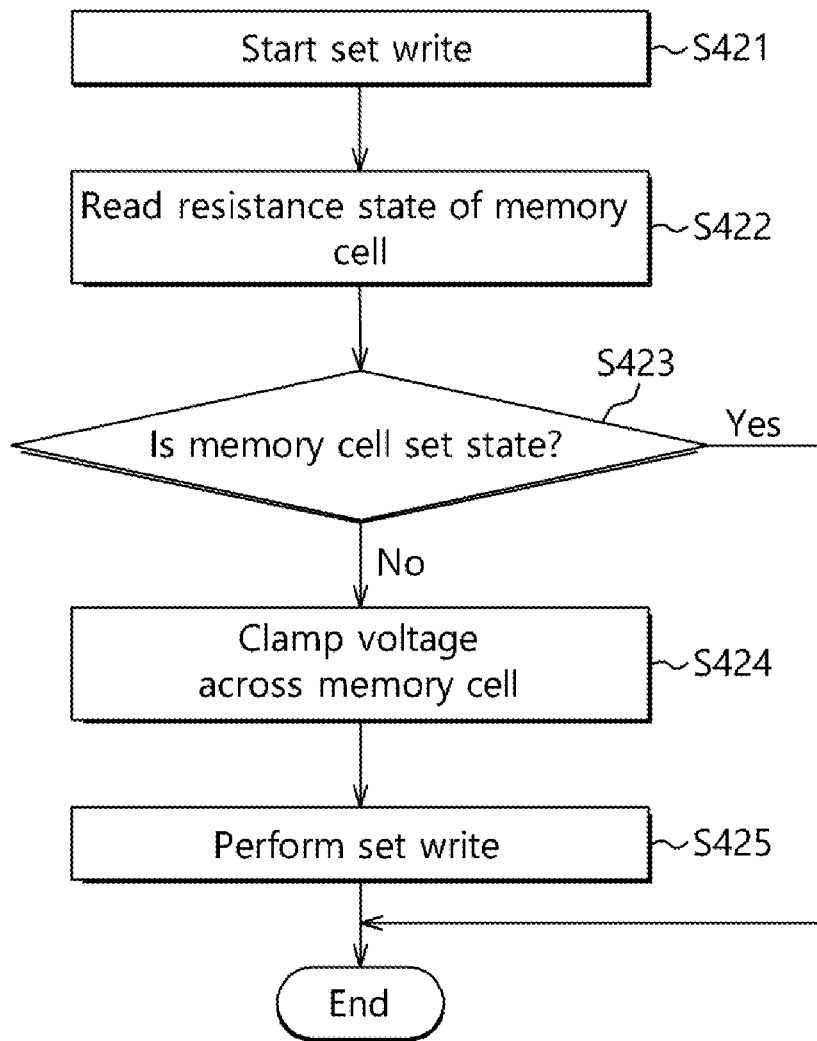 Start set write
S421
Read resistance state of memory
cell
S422
S423
Is memory cell set state?
Yes
No
Clamp voltage
across memory cell
S424
Perform set write
S425
End